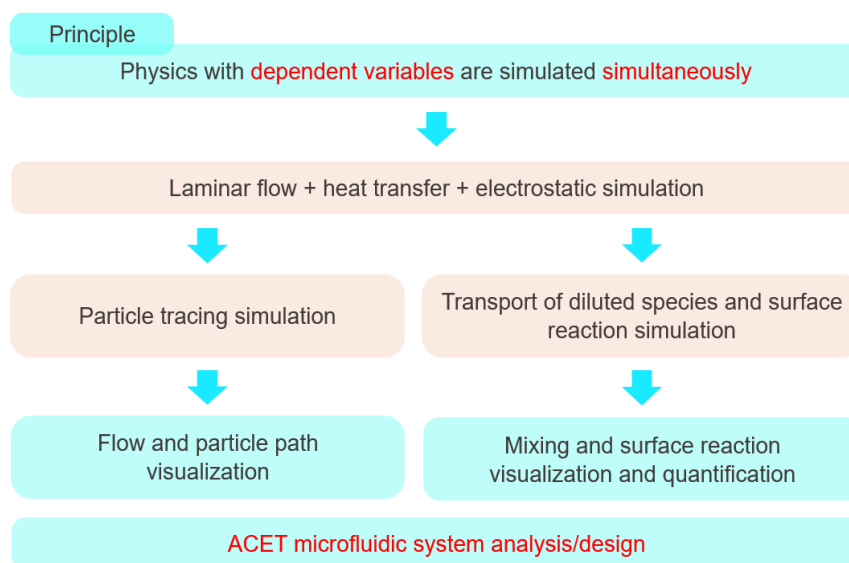 Principle
Physics with dependent variables are simulated simultaneously
Laminar flow + heat transfer + electrostatic simulation
Particle tracing simulation
Transport of diluted species and surface
reaction simulation
Flow and particle path
visualization
Mixing and surface reaction
visualization and quantification
ACET microfluidic system analysis/design